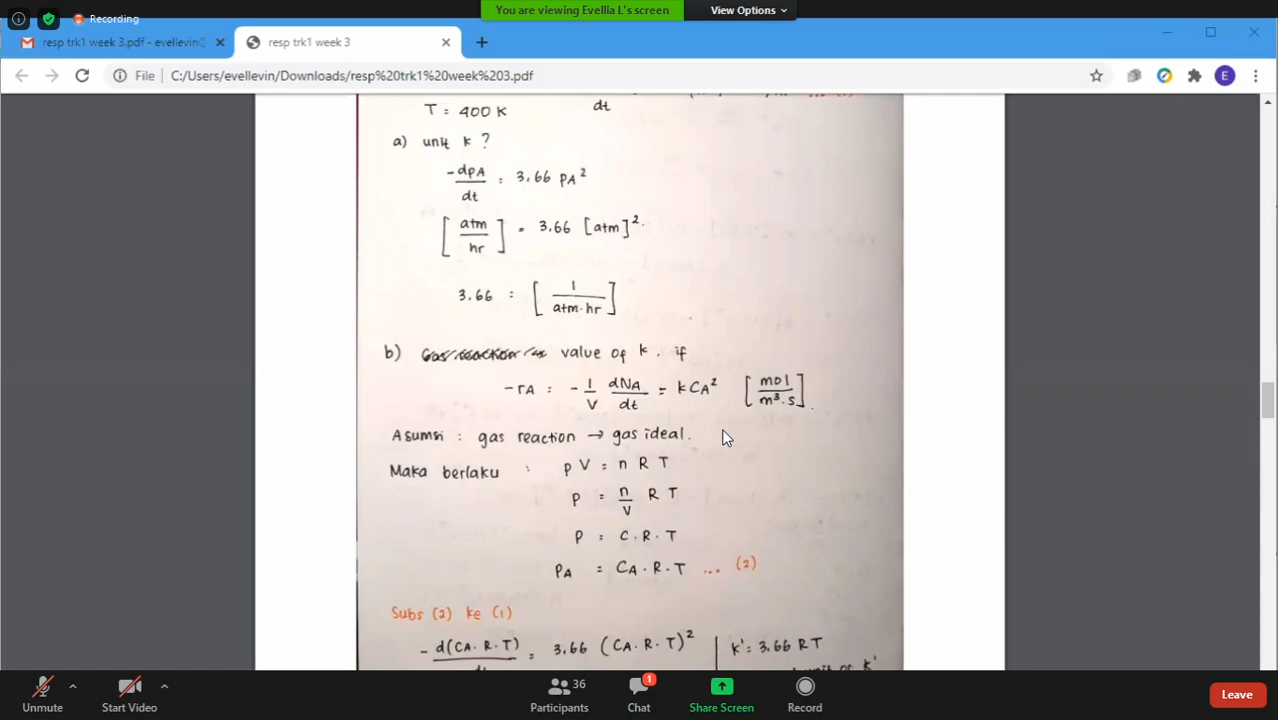 Recording
You are viewing Evellia L's screen
View Options
resp trk1 week 3.pdf - evellevin
resp trk1 week 3
File
C:/Users/evellevin/Downloads/resp%20trk1%20week%203.pdf
E
T = 400 K
dt
a) unit k ?
-dpA/dt = 3.66 pA²
[atm/hr] = 3.66 [atm]²
3.66 = [1/atm·hr]
b) value of k, if
-rA = -1/V dNA/dt = kCA² [mol/m³·s]
Asumsi : gas reaction → gas ideal.
Maka berlaku : pV = nRT
p = n/V RT
p = C.R.T
pA = CA.R.T ... (2)
Subs (2) ke (1)
-d(CA.R.T) = 3.66 (CA.R.T)² | k' = 3.66 RT
Unmute
Start Video
36
Participants
1
Chat
Share Screen
Record
Leave